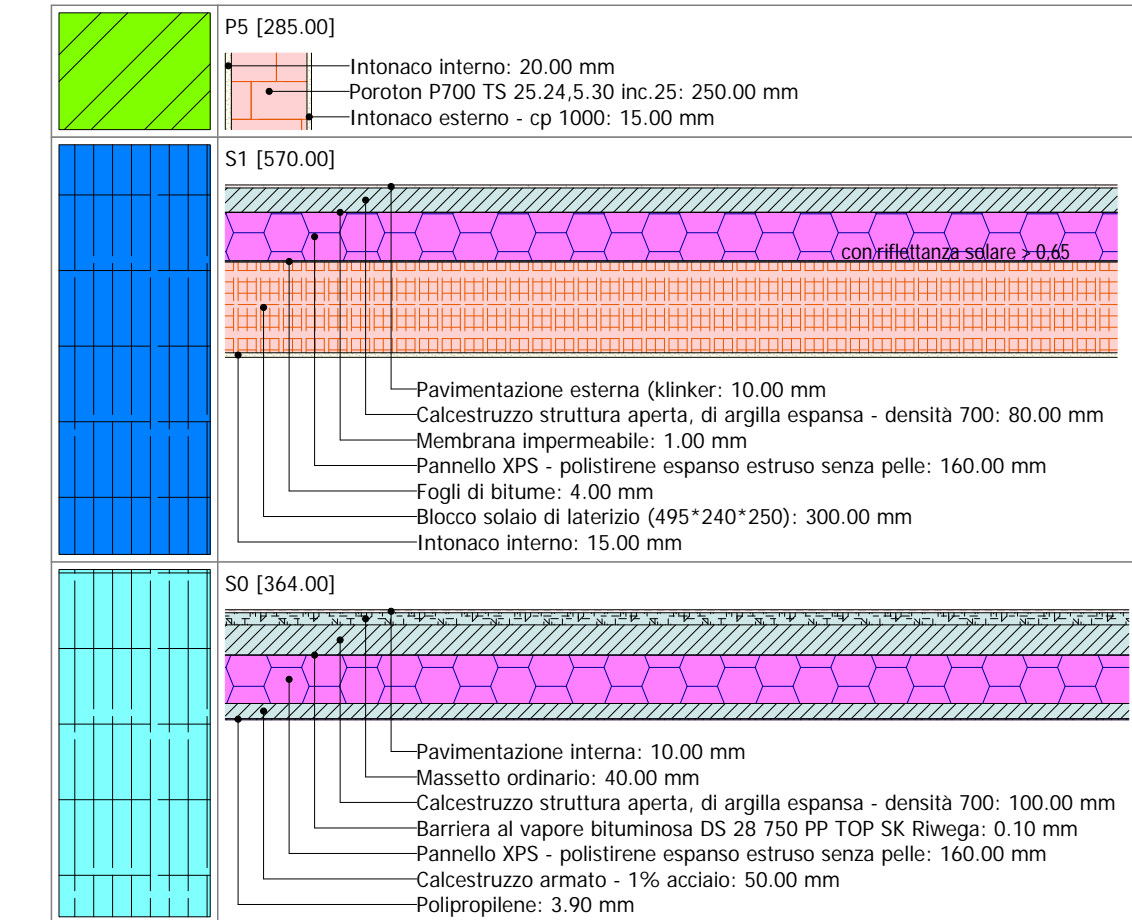 P5 [285.00]
Intonaco interno: 20.00 mm
Poroton P700 TS 25.24,5.30 inc.25: 250.00 mm
Intonaco esterno - cp 1000: 15.00 mm
S1 [570.00]
con riflettanza solare > 0,65
Pavimentazione esterna (klinker: 10.00 mm
Calcestruzzo struttura aperta, di argilla espansa - densità 700: 80.00 mm
Membrana impermeabile: 1.00 mm
Pannello XPS - polistirene espanso estruso senza pelle: 160.00 mm
Fogli di bitume: 4.00 mm
Blocco solaio di laterizio (495*240*250): 300.00 mm
Intonaco interno: 15.00 mm
S0 [364.00]
Pavimentazione interna: 10.00 mm
Massetto ordinario: 40.00 mm
Calcestruzzo struttura aperta, di argilla espansa - densità 700: 100.00 mm
Barriera al vapore bituminosa DS 28 750 PP TOP SK Riwega: 0.10 mm
Pannello XPS - polistirene espanso estruso senza pelle: 160.00 mm
Calcestruzzo armato - 1% acciaio: 50.00 mm
Polipropilene: 3.90 mm